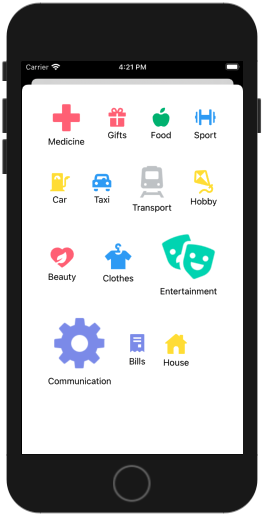 Carrier 4:21 PM
Medicine Gifts Food Sport
Car Taxi Transport Hobby
Beauty Clothes Entertainment
Communication Bills House